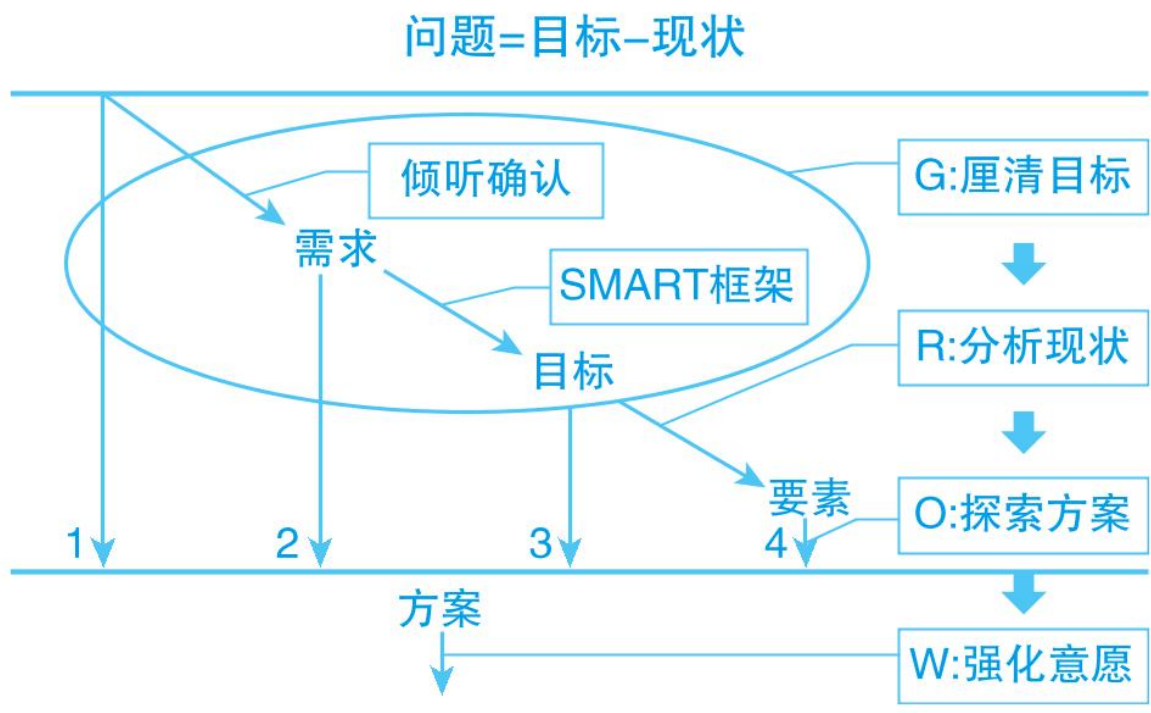 问题=目标–现状
倾听确认
G:厘清目标
需求
SMART框架
R:分析现状
目标
要素
O:探索方案
1
2
3
4
方案
W:强化意愿